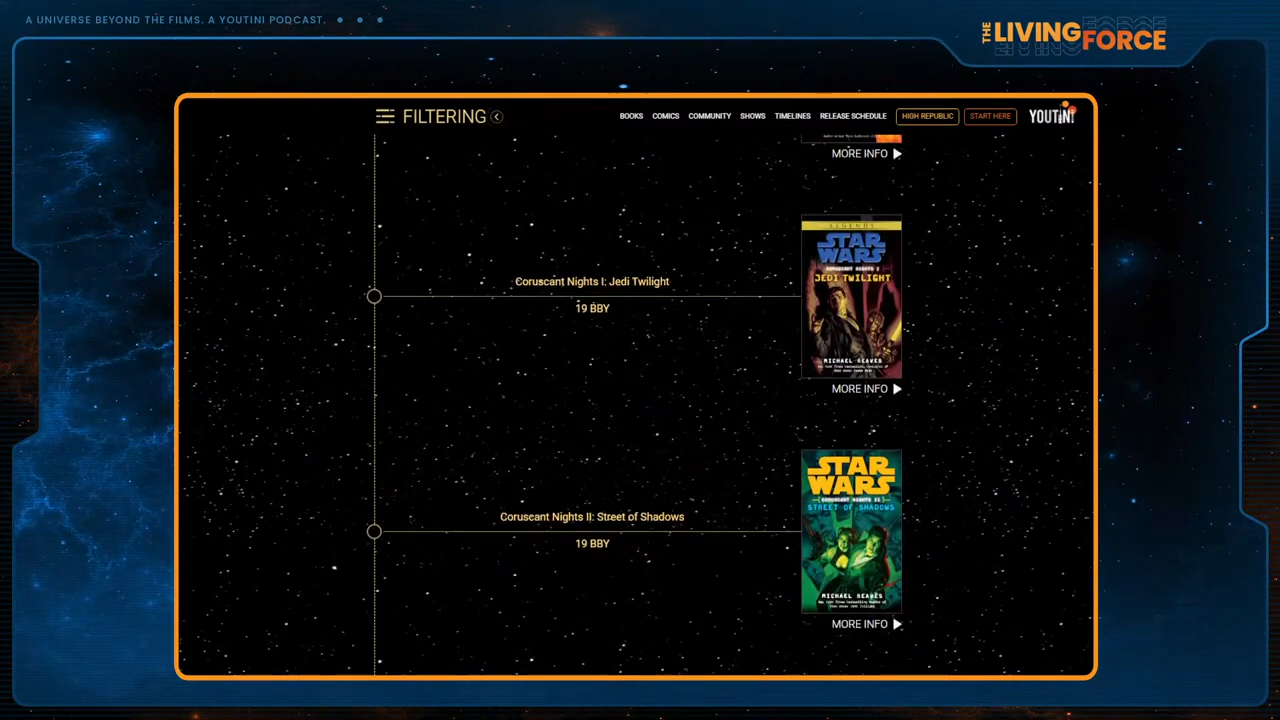 A UNIVERSE BEYOND THE FILMS. A YOUTINI PODCAST.
THE LIVING FORCE
FILTERING
BOOKS COMICS COMMUNITY SHOWS TIMELINES RELEASE SCHEDULE HIGH REPUBLIC START HERE YOUTINI
MORE INFO
LEGENDS
STAR
WARS
CORUSCANT NIGHTS I
JEDI TWILIGHT
MICHAEL REAVES
Coruscant Nights I: Jedi Twilight
19 BBY
MORE INFO
STAR
WARS
CORUSCANT NIGHTS II
STREET OF SHADOWS
MICHAEL REAVES
Coruscant Nights II: Street of Shadows
19 BBY
MORE INFO